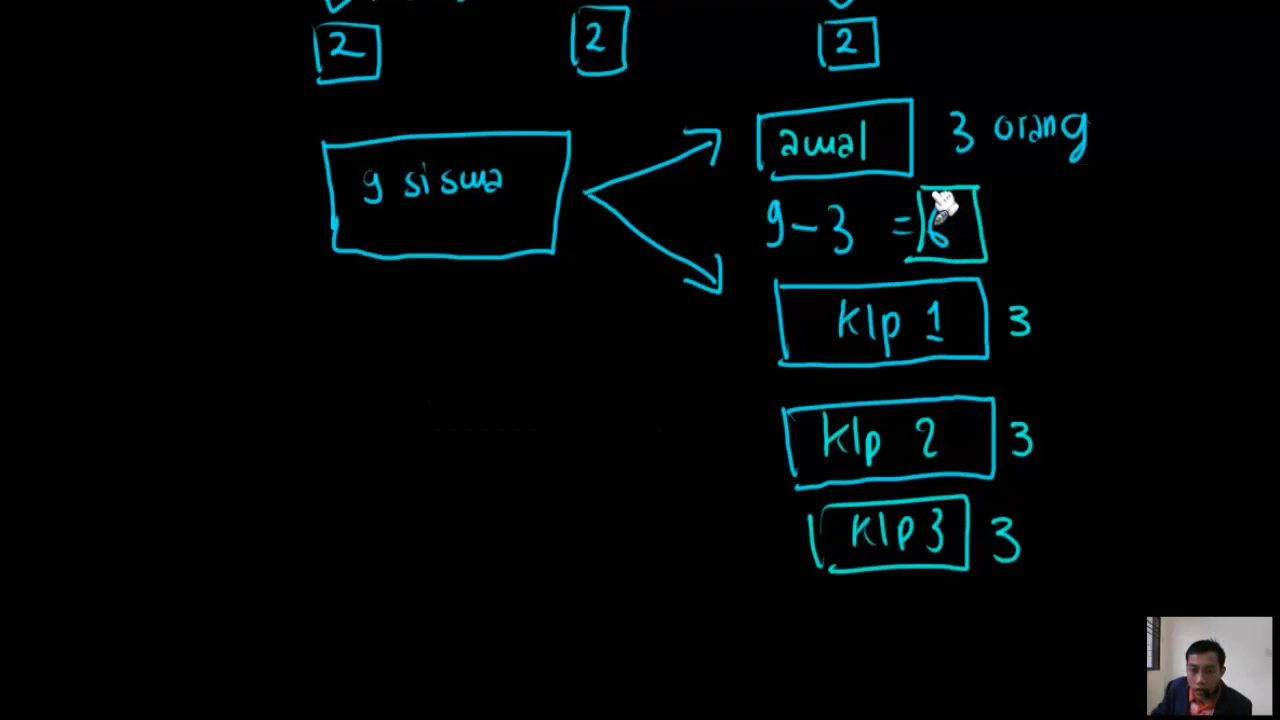 2 2 2
awal 3 orang
9 siswa
9 - 3 = 6
Klp 1 3
Klp 2 3
Klp 3 3